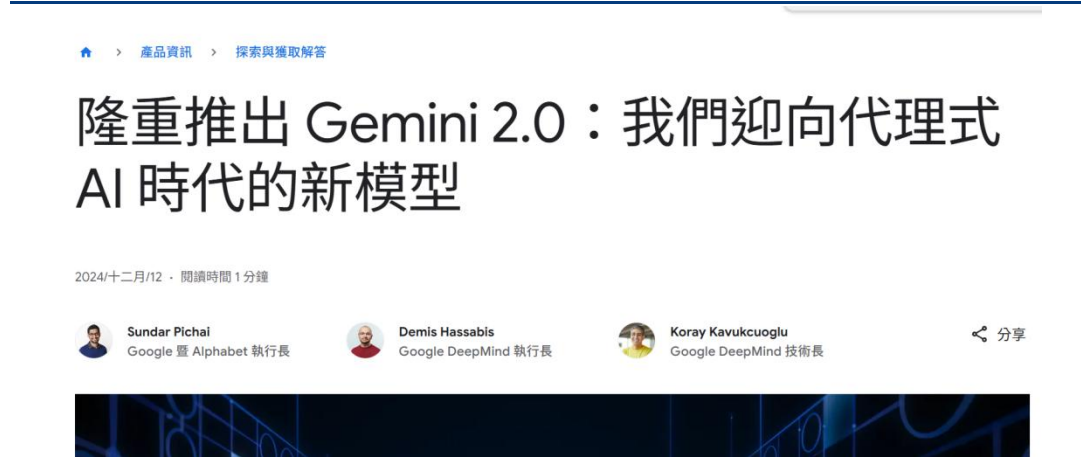 產品資訊 > 探索與獲取解答
隆重推出 Gemini 2.0：我們迎向代理式
AI 時代的新模型
2024/十二月/12 · 閱讀時間 1 分鐘
Sundar Pichai Demis Hassabis Koray Kavukcuoglu 分享
Google 暨 Alphabet 執行長 Google DeepMind 執行長 Google DeepMind 技術長